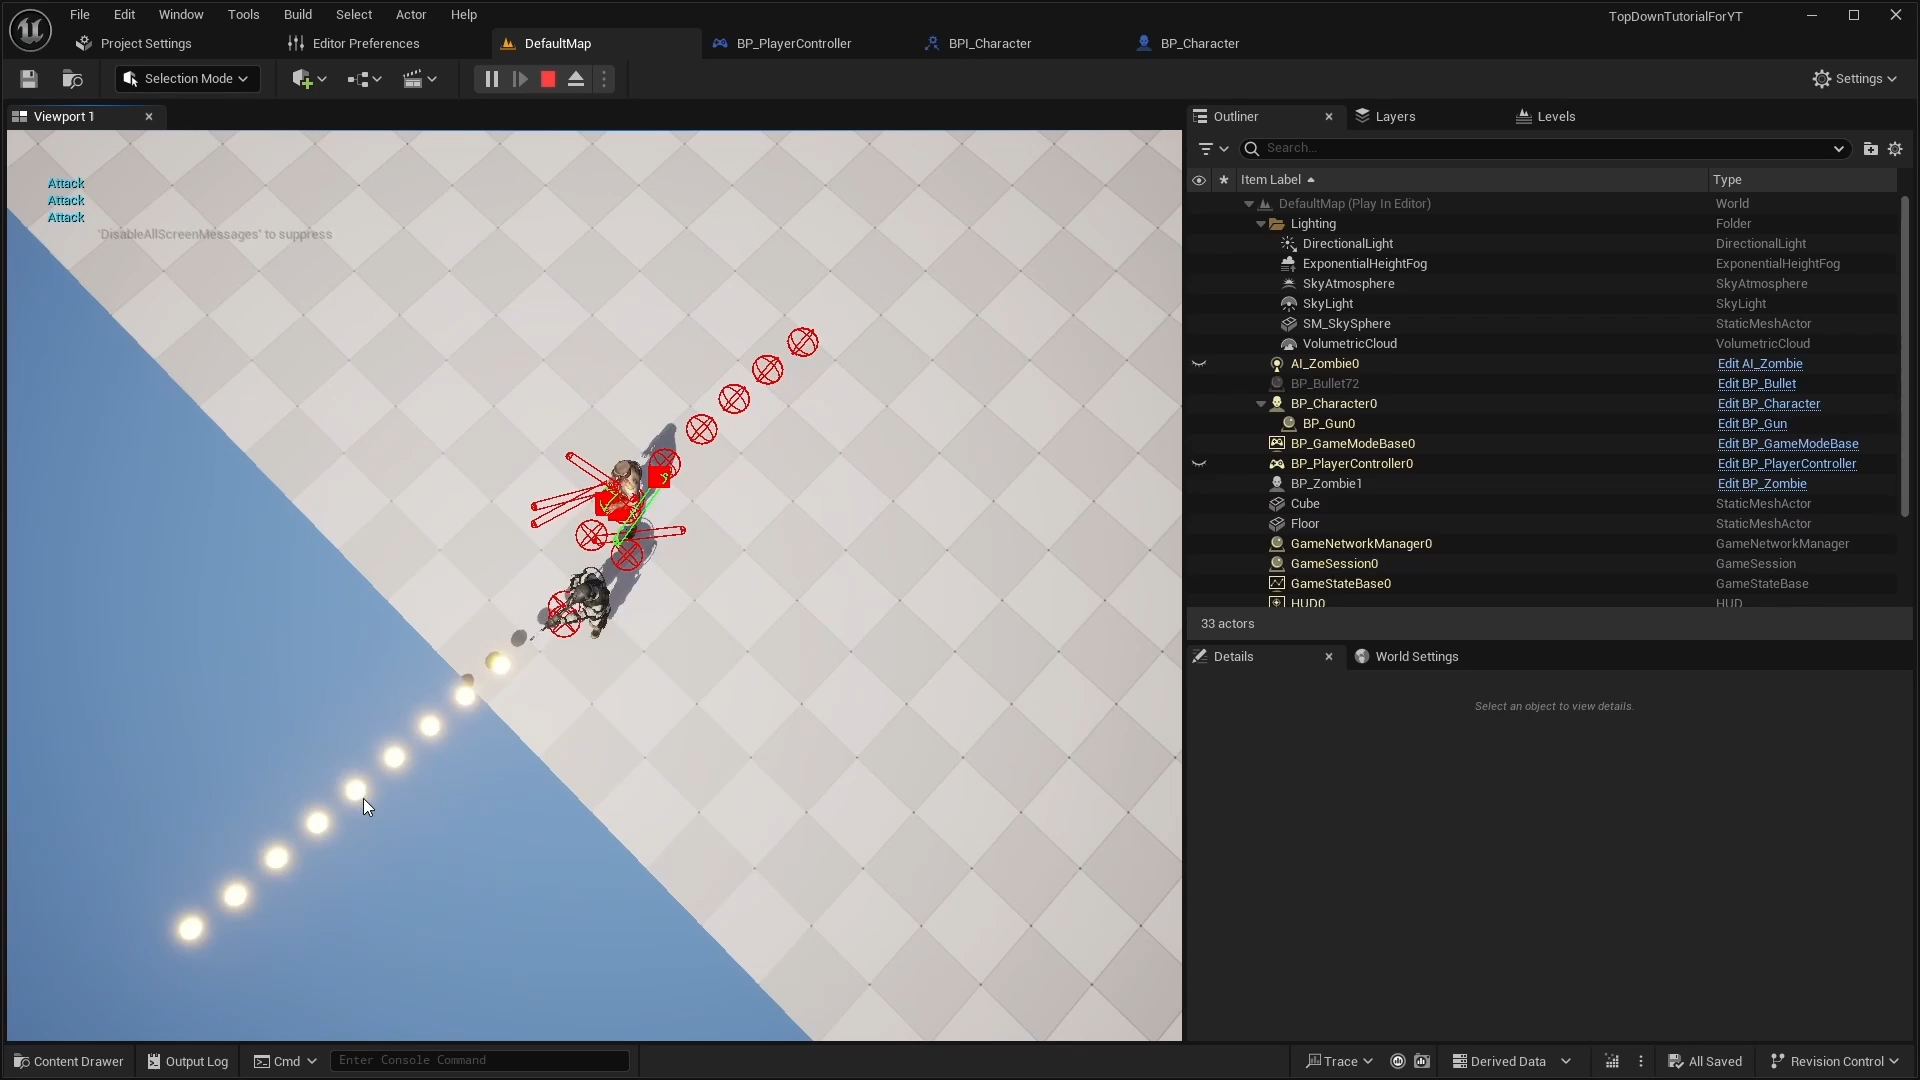 File Edit Window Tools Build Select Actor Help
TopDownTutorialForYT
Project Settings
Editor Preferences
DefaultMap
BP_PlayerController
BPI_Character
BP_Character
Selection Mode
Settings
Viewport 1
Attack
Attack
Attack
'DisableAllScreenMessages' to suppress
Outliner
Layers
Levels
Search...
Item Label Type
DefaultMap (Play In Editor) World
Lighting Folder
DirectionalLight DirectionalLight
ExponentialHeightFog ExponentialHeightFog
SkyAtmosphere SkyAtmosphere
SkyLight SkyLight
SM_SkySphere StaticMeshActor
VolumetricCloud VolumetricCloud
AI_Zombie0 Edit AI_Zombie
BP_Bullet72 Edit BP_Bullet
BP_Character0 Edit BP_Character
BP_Gun0 Edit BP_Gun
BP_GameModeBase0 Edit BP_GameModeBase
BP_PlayerController0 Edit BP_PlayerController
BP_Zombie1 Edit BP_Zombie
Cube StaticMeshActor
Floor StaticMeshActor
GameNetworkManager0 GameNetworkManager
GameSession0 GameSession
GameStateBase0 GameStateBase
HUD0 HUD
33 actors
Details
World Settings
Select an object to view details.
Content Drawer
Output Log
Cmd
Enter Console Command
Trace
Derived Data
All Saved
Revision Control